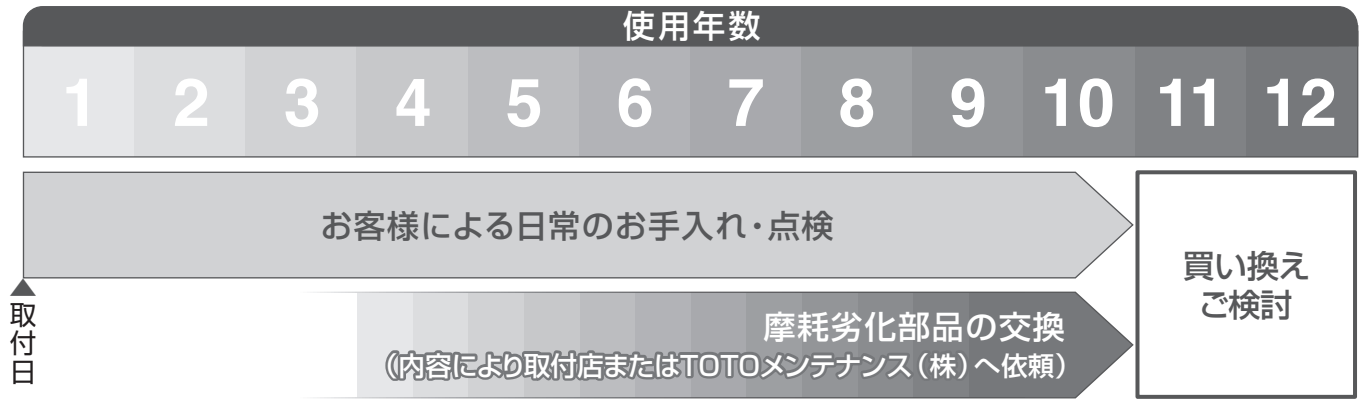 使用年数
1 2 3 4 5 6 7 8 9 10 11 12
お客様による日常のお手入れ・点検
買い換え
ご検討
取付日
摩耗劣化部品の交換
（内容により取付店またはTOTOメンテナンス（株）へ依頼）